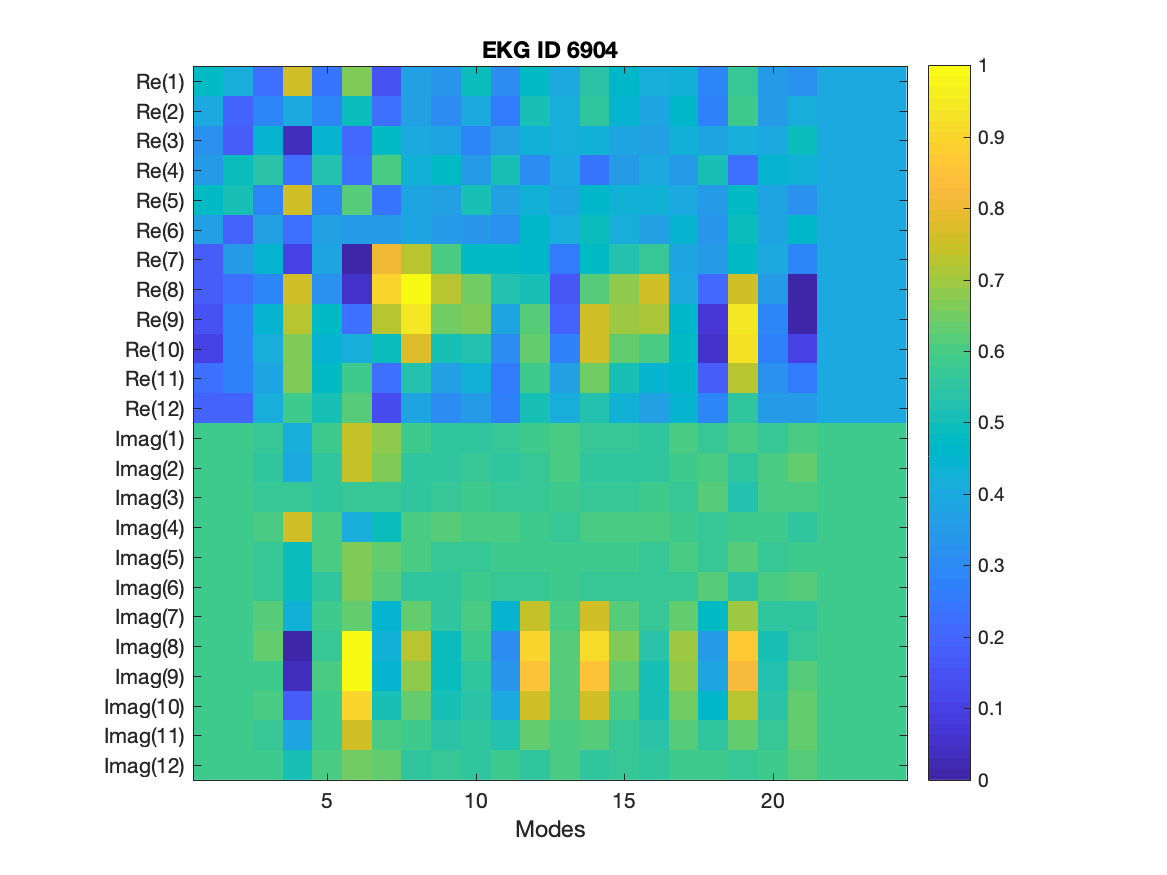 EKG ID 6904
Re(1)
Re(2)
Re(3)
Re(4)
Re(5)
Re(6)
Re(7)
Re(8)
Re(9)
Re(10)
Re(11)
Re(12)
Imag(1)
Imag(2)
Imag(3)
Imag(4)
Imag(5)
Imag(6)
Imag(7)
Imag(8)
Imag(9)
Imag(10)
Imag(11)
Imag(12)
5 10 15 20
Modes
1
0.9
0.8
0.7
0.6
0.5
0.4
0.3
0.2
0.1
0